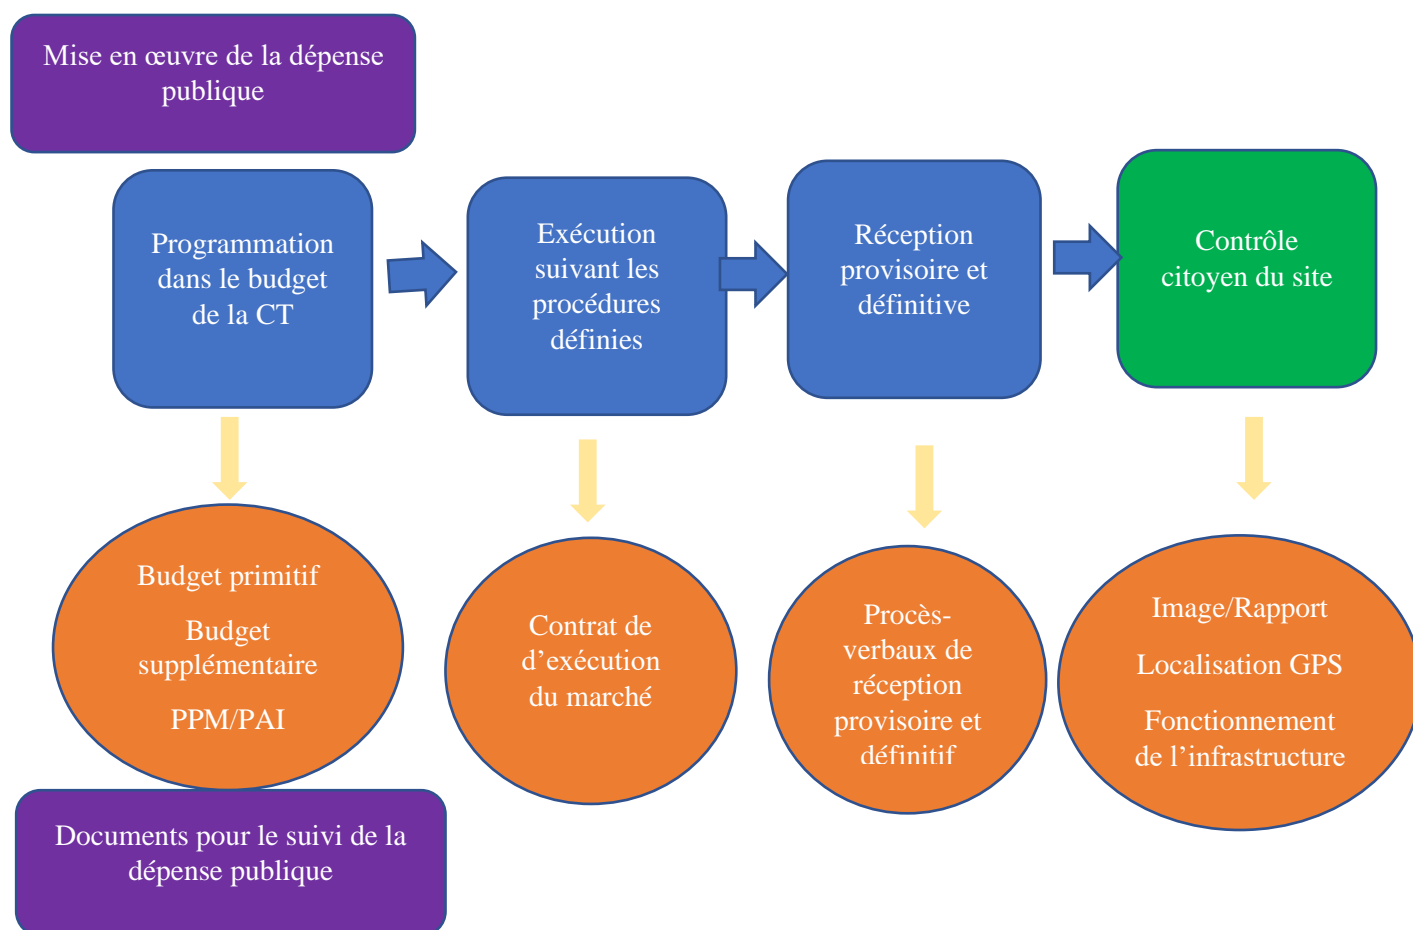 Mise en œuvre de la dépense
publique
Programmation
dans le budget
de la CT
Exécution
suivant les
procédures
définies
Réception
provisoire et
définitive
Contrôle
citoyen du site
Budget primitif
Budget
supplémentaire
PPM/PAI
Contrat de
d’exécution
du marché
Procès-
verbaux de
réception
provisoire et
définitif
Image/Rapport
Localisation GPS
Fonctionnement
de l’infrastructure
Documents pour le suivi de la
dépense publique